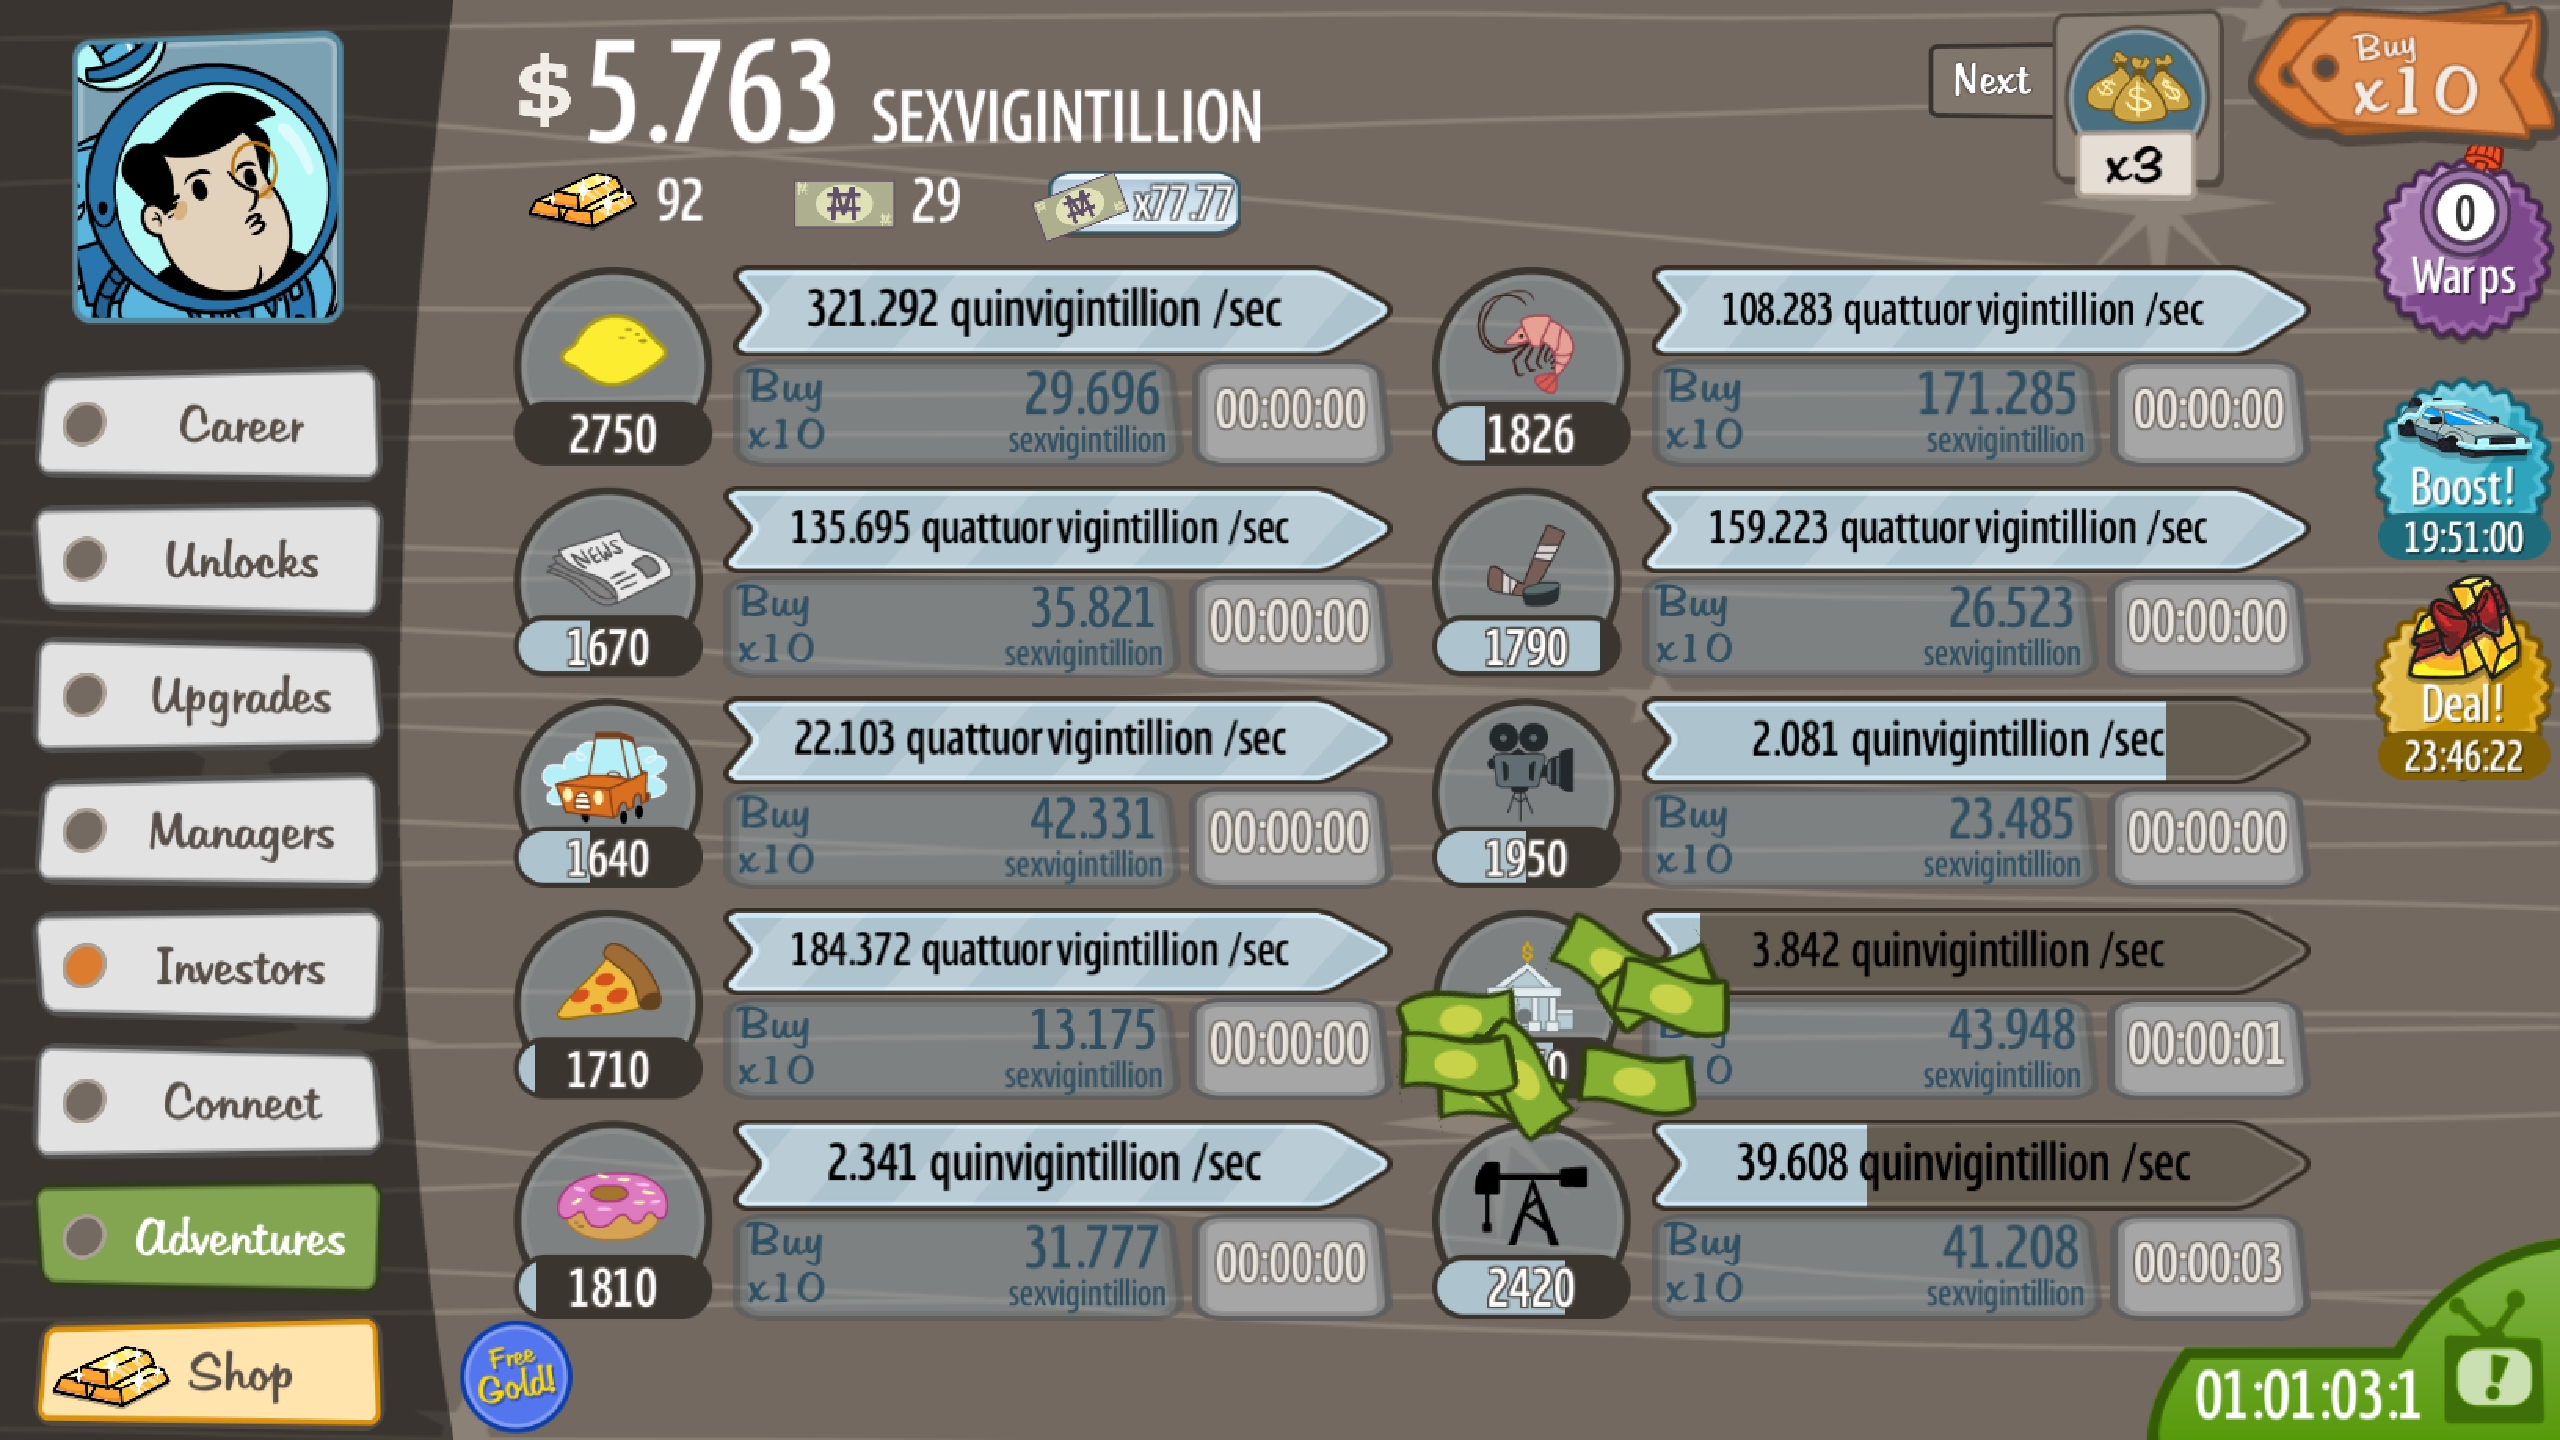 $5.763 SEXVIGINTILLION
92 29 x77.77
Next
x3
Buy
x10
0
Warps
Boost!
19:51:00
Deal!
23:46:22
Career
Unlocks
Upgrades
Managers
Investors
Connect
Adventures
Shop
321.292 quinvigintillion /sec
2750
Buy
x10
29.696
sexvigintillion
00:00:00
NEWS
135.695 quattuorvigintillion /sec
1670
Buy
x10
35.821
sexvigintillion
00:00:00
22.103 quattuorvigintillion /sec
1640
Buy
x10
42.331
sexvigintillion
00:00:00
184.372 quattuorvigintillion /sec
1710
Buy
x10
13.175
sexvigintillion
00:00:00
2.341 quinvigintillion /sec
1810
Buy
x10
31.777
sexvigintillion
00:00:00
108.283 quattuorvigintillion /sec
1826
Buy
x10
171.285
sexvigintillion
00:00:00
159.223 quattuorvigintillion /sec
1790
Buy
x10
26.523
sexvigintillion
00:00:00
2.081 quinvigintillion /sec
1950
Buy
x10
23.485
sexvigintillion
00:00:00
3.842 quinvigintillion /sec
43.948
sexvigintillion
00:00:01
39.608 quinvigintillion /sec
2420
Buy
x10
41.208
sexvigintillion
00:00:03
Free
Gold!
01:01:03:1